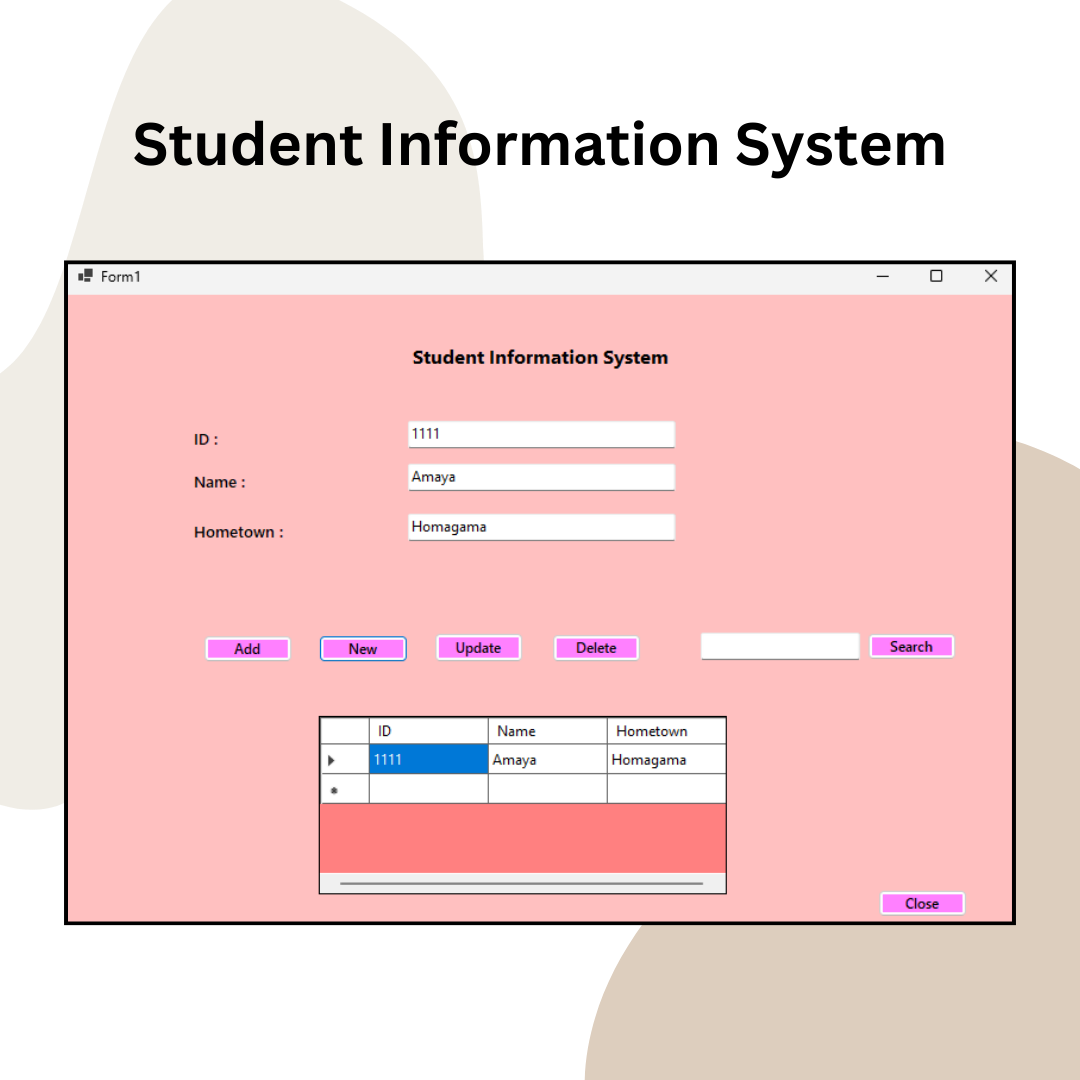 Student Information System
Form1
Student Information System
ID : 1111
Name : Amaya
Hometown : Homagama
Add New Update Delete Search
ID Name Hometown
1111 Amaya Homagama
Close